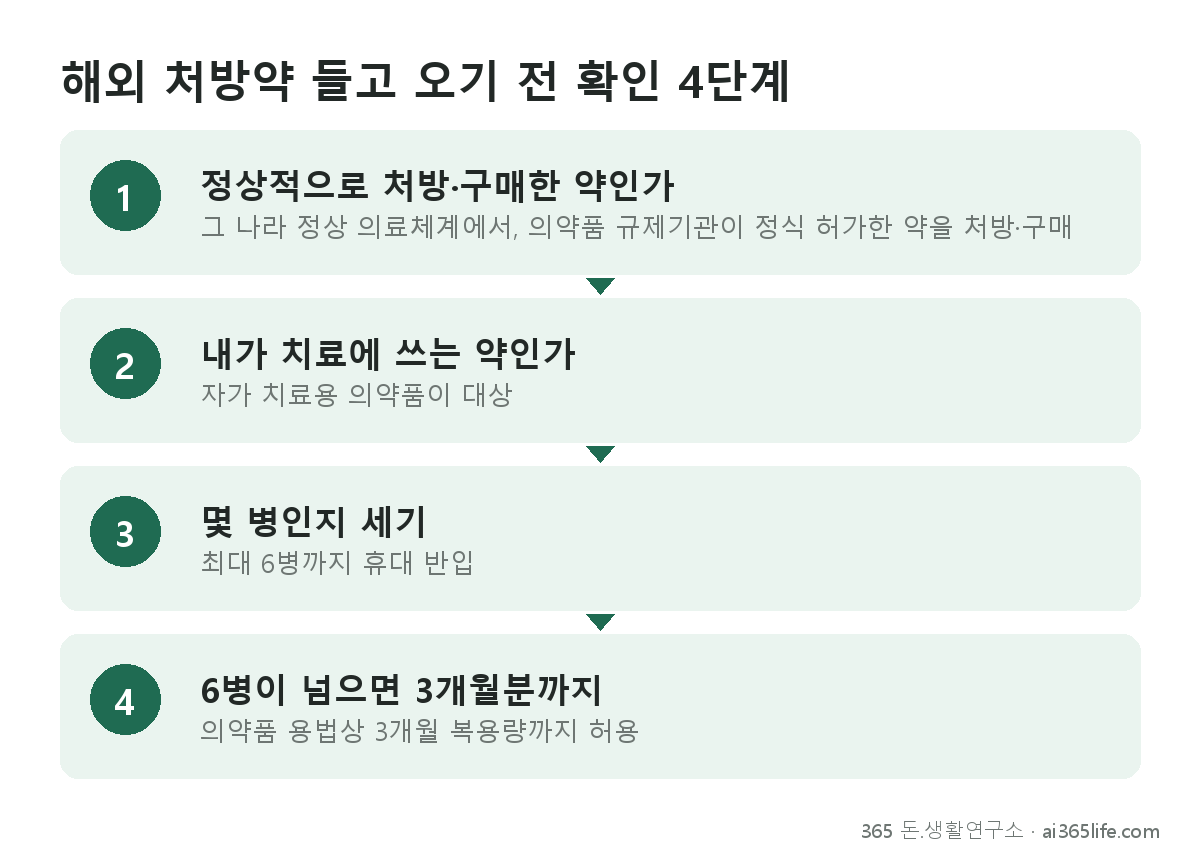 해외 처방약 들고 오기 전 확인 4단계
1
정상적으로 처방·구매한 약인가
그 나라 정상 의료체계에서, 의약품 규제기관이 정식 허가한 약을 처방·구매
2
내가 치료에 쓰는 약인가
자가 치료용 의약품이 대상
3
몇 병인지 세기
최대 6병까지 휴대 반입
4
6병이 넘으면 3개월분까지
의약품 용법상 3개월 복용량까지 허용
365 돈.생활연구소 · ai365life.com